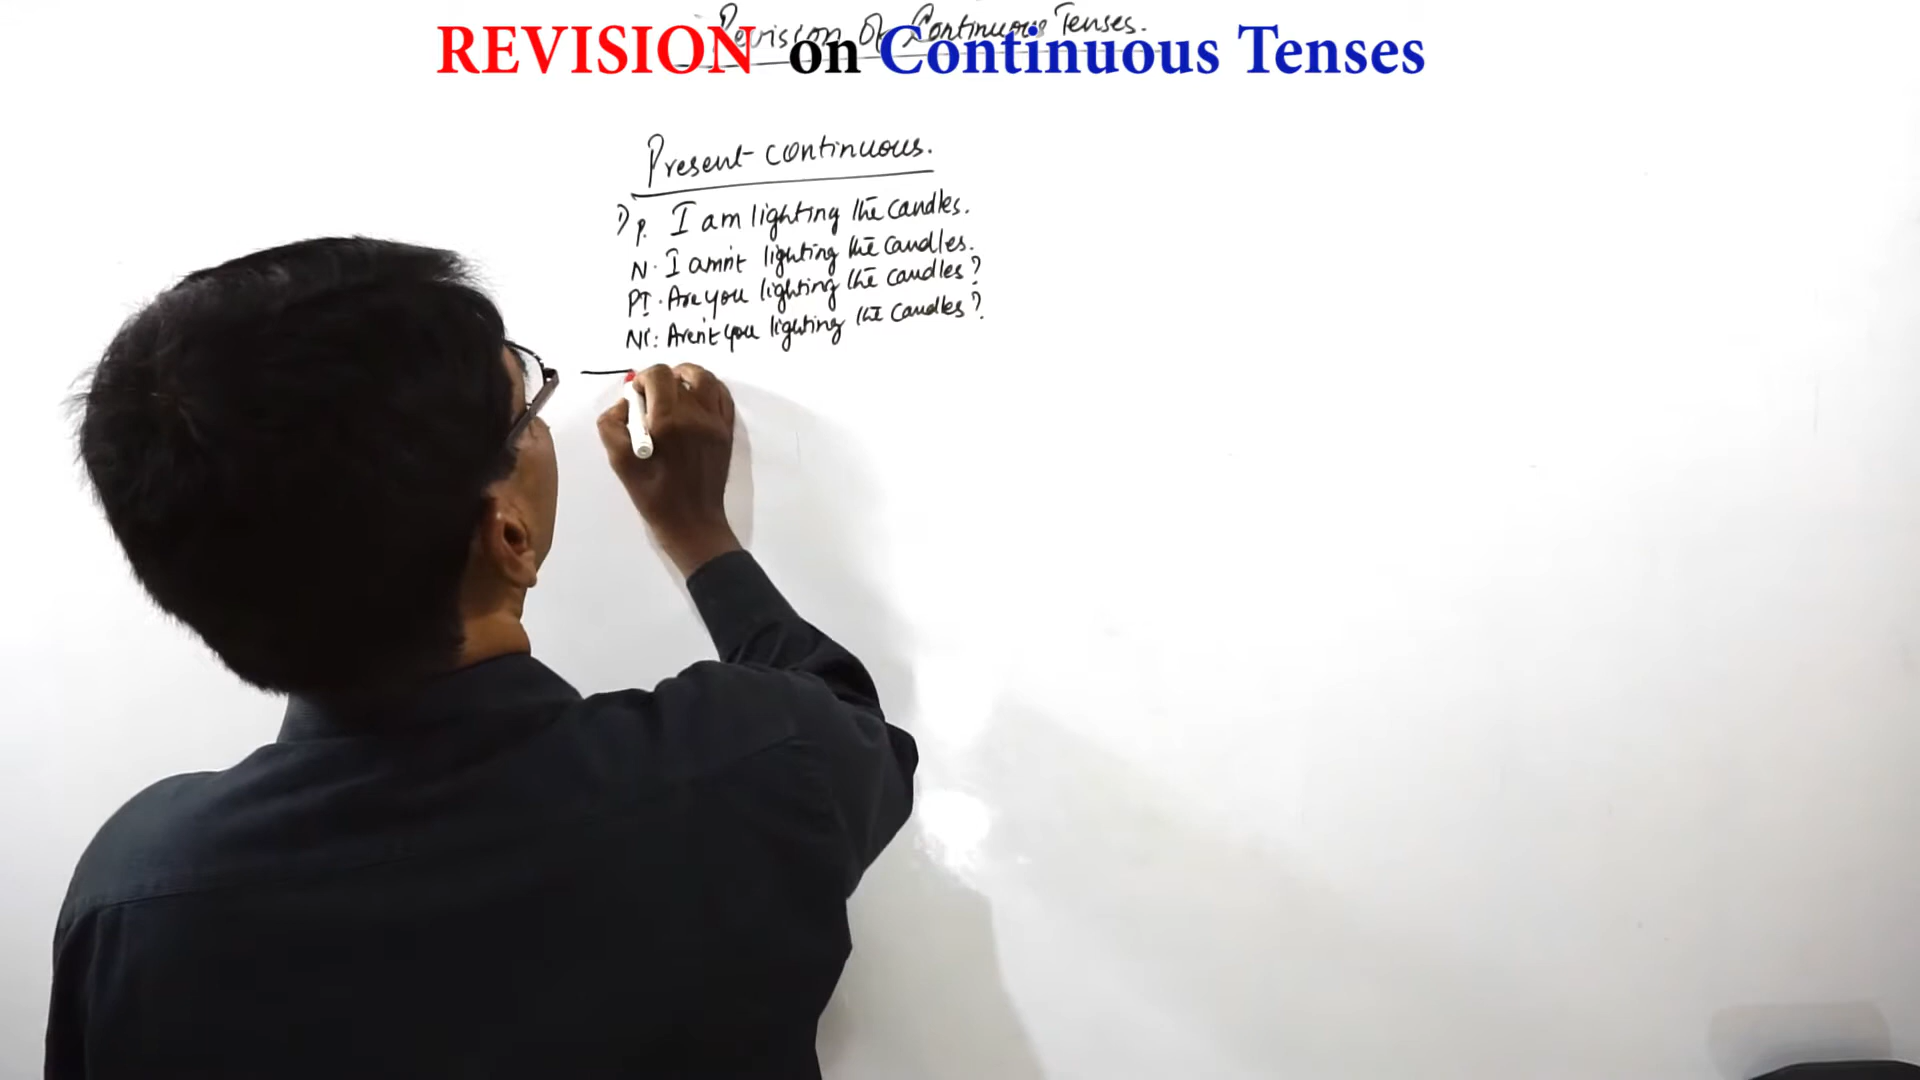 Revision Of Continuous Tenses.
REVISION on Continuous Tenses
Present continuous.
1) P. I am lighting the candles.
N. I amn't lighting the candles.
PI. Are you lighting the candles?
NI: Aren't you lighting the candles?